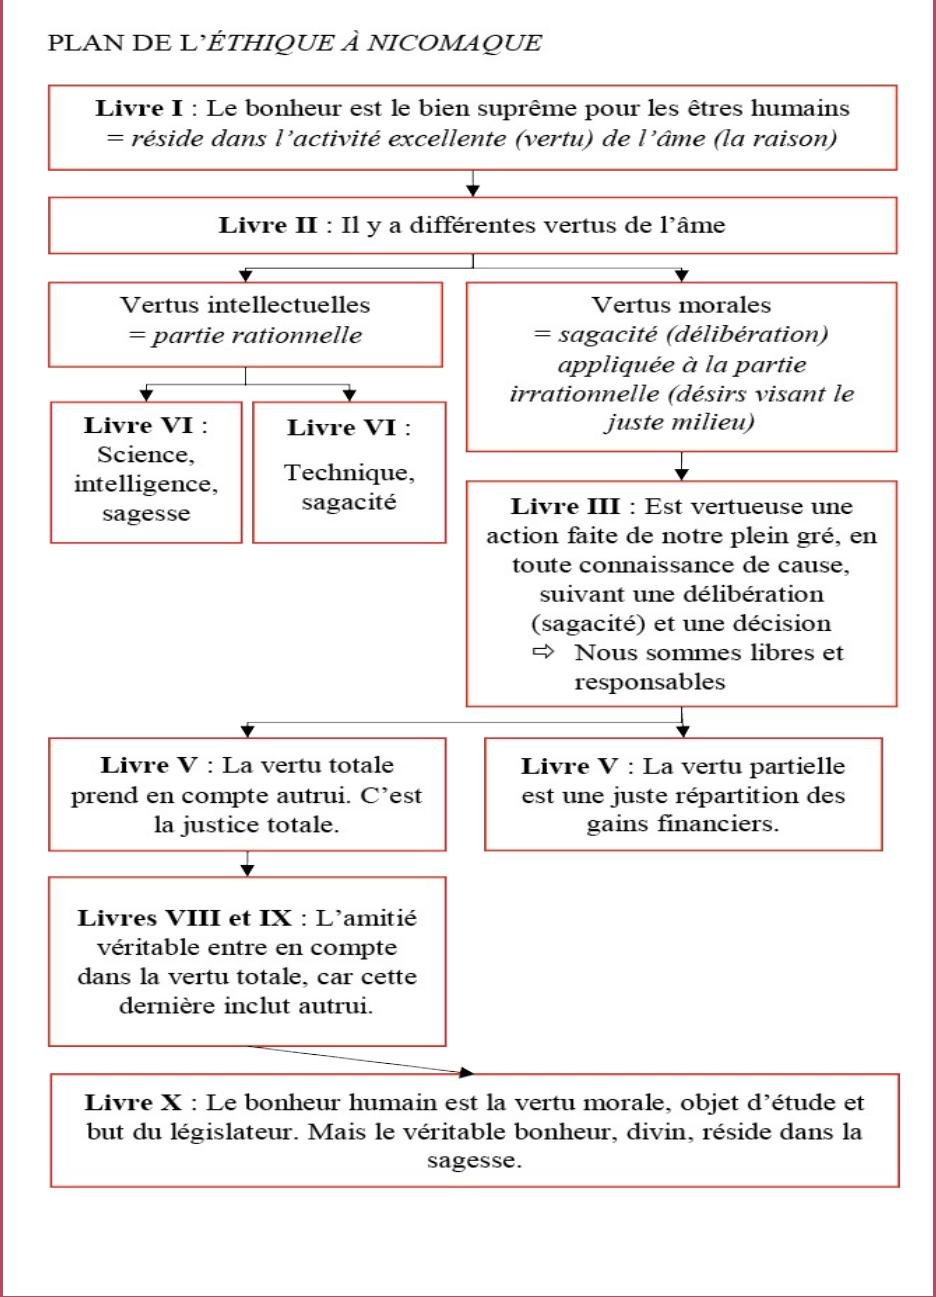 PLAN DE L’ÉTHIQUE À NICOMAQUE
Livre I : Le bonheur est le bien suprême pour les êtres humains
= réside dans l’activité excellente (vertu) de l’âme (la raison)
Livre II : Il y a différentes vertus de l’âme
Vertus intellectuelles
= partie rationnelle
Vertus morales
= sagacité (délibération)
appliquée à la partie
irrationnelle (désirs visant le
juste milieu)
Livre VI :
Science,
intelligence,
sagesse
Livre VI :
Technique,
sagacité
Livre III : Est vertueuse une
action faite de notre plein gré, en
toute connaissance de cause,
suivant une délibération
(sagacité) et une décision
⇨ Nous sommes libres et
responsables
Livre V : La vertu totale
prend en compte autrui. C’est
la justice totale.
Livre V : La vertu partielle
est une juste répartition des
gains financiers.
Livres VIII et IX : L’amitié
véritable entre en compte
dans la vertu totale, car cette
dernière inclut autrui.
Livre X : Le bonheur humain est la vertu morale, objet d’étude et
but du législateur. Mais le véritable bonheur, divin, réside dans la
sagesse.